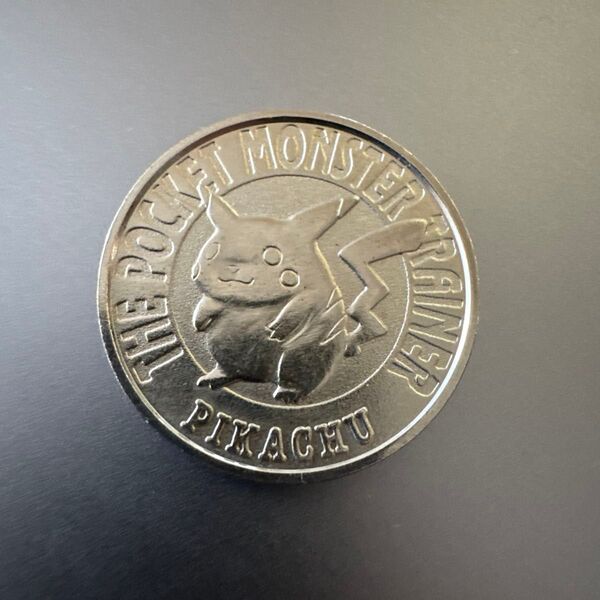 THE POCKET MONSTER TRAINER
PIKACHU